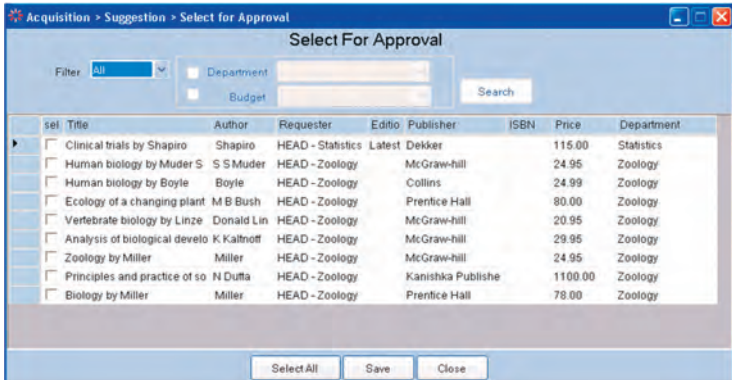 Acquisition > Suggestion > Select for Approval
Select For Approval
Filter All Department
Budget Search
sel Title Author Requester Editio Publisher ISBN Price Department
Clinical trials by Shapiro Shapiro HEAD - Statistics Latest Dekker 115.00 Statistics
Human biology by Muder S S S Muder HEAD - Zoology McGraw-hill 24.95 Zoology
Human biology by Boyle Boyle HEAD - Zoology Collins 24.99 Zoology
Ecology of a changing plant M B Bush HEAD - Zoology Prentice Hall 80.00 Zoology
Vertebrate biology by Linze Donald Lin HEAD - Zoology McGraw-hill 20.95 Zoology
Analysis of biological develo K Kaltnoff HEAD - Zoology McGraw-hill 29.95 Zoology
Zoology by Miller Miller HEAD - Zoology McGraw-hill 24.95 Zoology
Principles and practice of so N Dutta HEAD - Zoology Kanishka Publishe 1100.00 Zoology
Biology by Miller Miller HEAD - Zoology Prentice Hall 78.00 Zoology
Select All Save Close